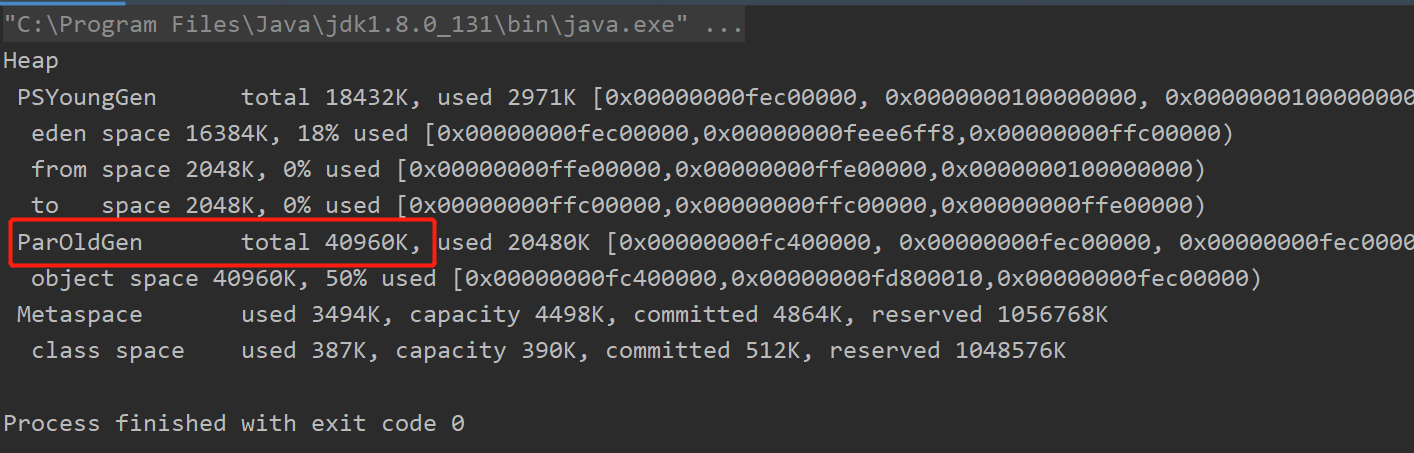 "C:\Program Files\Java\jdk1.8.0_131\bin\java.exe" ...
Heap
PSYoungGen total 18432K, used 2971K [0x00000000fec00000, 0x0000000100000000, 0x0000000100000000
eden space 16384K, 18% used [0x00000000fec00000,0x00000000feee6ff8,0x00000000ffc00000)
from space 2048K, 0% used [0x00000000ffe00000,0x00000000ffe00000,0x0000000100000000)
to space 2048K, 0% used [0x00000000ffc00000,0x00000000ffc00000,0x00000000ffe00000)
ParOldGen total 40960K, used 20480K [0x00000000fc400000, 0x00000000fec00000, 0x00000000fec0000
object space 40960K, 50% used [0x00000000fc400000,0x00000000fd800010,0x00000000fec00000)
Metaspace used 3494K, capacity 4498K, committed 4864K, reserved 1056768K
class space used 387K, capacity 390K, committed 512K, reserved 1048576K
Process finished with exit code 0